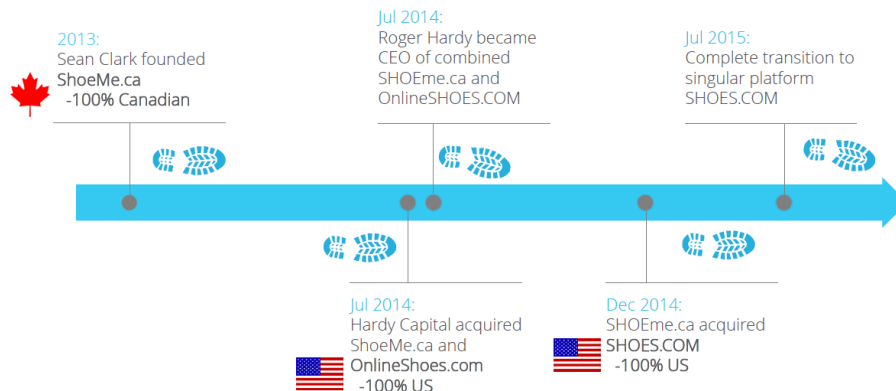 2013:
Sean Clark founded
ShoeMe.ca
-100% Canadian
Jul 2014:
Roger Hardy became
CEO of combined
SHOEme.ca and
OnlineSHOES.COM
Jul 2015:
Complete transition to
singular platform
SHOES.COM
Jul 2014:
Hardy Capital acquired
ShoeMe.ca and
OnlineShoes.com
-100% US
Dec 2014:
SHOEme.ca acquired
SHOES.COM
-100% US